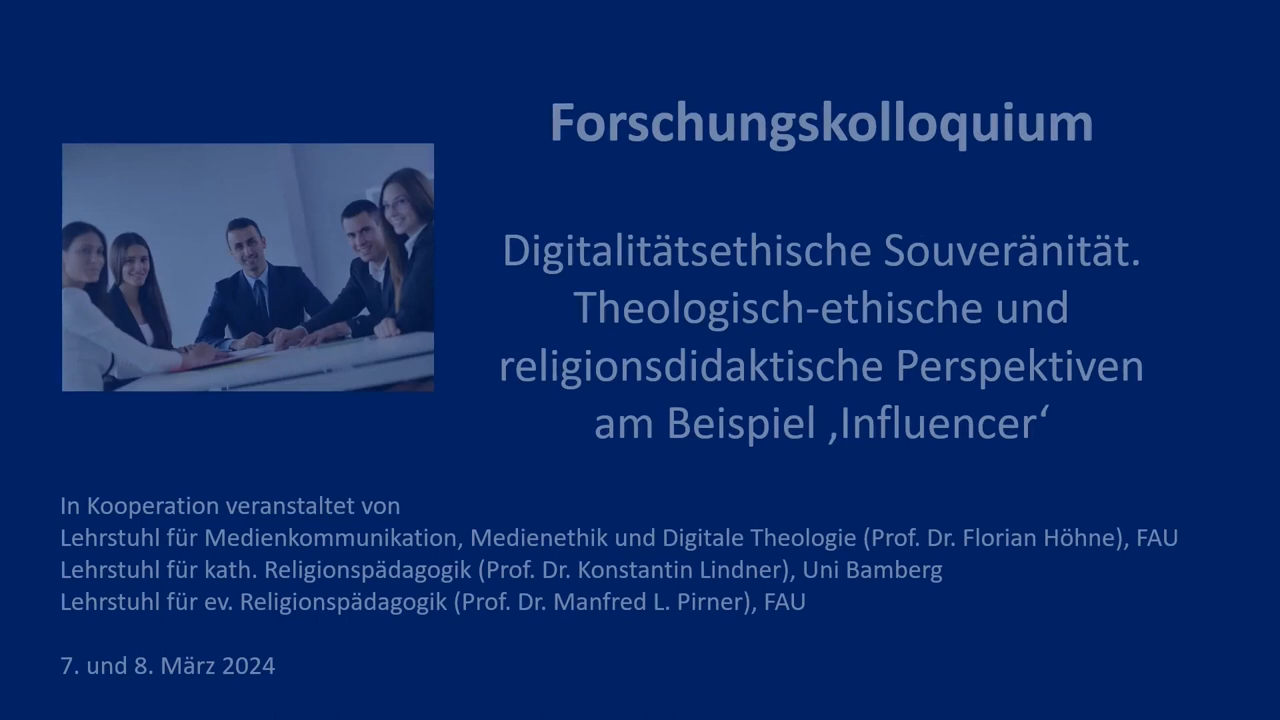 Forschungskolloquium
Digitalitätsethische Souveränität.
Theologisch-ethische und
religionsdidaktische Perspektiven
am Beispiel ‚Influencer‘
In Kooperation veranstaltet von
Lehrstuhl für Medienkommunikation, Medienethik und Digitale Theologie (Prof. Dr. Florian Höhne), FAU
Lehrstuhl für kath. Religionspädagogik (Prof. Dr. Konstantin Lindner), Uni Bamberg
Lehrstuhl für ev. Religionspädagogik (Prof. Dr. Manfred L. Pirner), FAU
7. und 8. März 2024